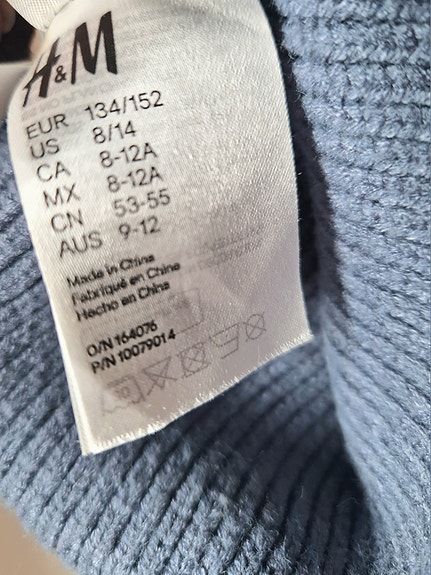 H&M
EUR 134/152
US 8/14
CA 8-12A
MX 8-12A
CN 53-55
AUS 9-12
Made in China
Fabriqué en Chine
Hecho en China
O/N 164076
P/N 10079014